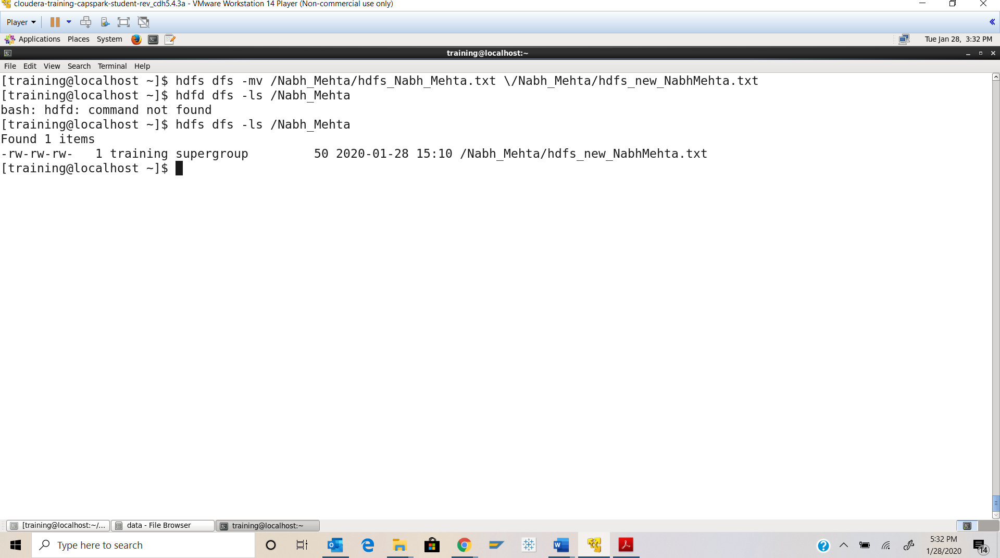 cloudera-training-capspark-student-rev_cdh5.4.3a - VMware Workstation 14 Player (Non-commercial use only)
Player
Applications Places System Tue Jan 28, 3:32 PM
training@localhost:~
File Edit View Search Terminal Help
[training@localhost ~]$ hdfs dfs -mv /Nabh_Mehta/hdfs_Nabh_Mehta.txt \/Nabh_Mehta/hdfs_new_NabhMehta.txt
[training@localhost ~]$ hdfd dfs -ls /Nabh_Mehta
bash: hdfd: command not found
[training@localhost ~]$ hdfs dfs -ls /Nabh_Mehta
Found 1 items
-rw-rw-rw-   1 training supergroup         50 2020-01-28 15:10 /Nabh_Mehta/hdfs_new_NabhMehta.txt
[training@localhost ~]$
[training@localhost:~/... data - File Browser training@localhost:~
Type here to search
5:32 PM
1/28/2020
14